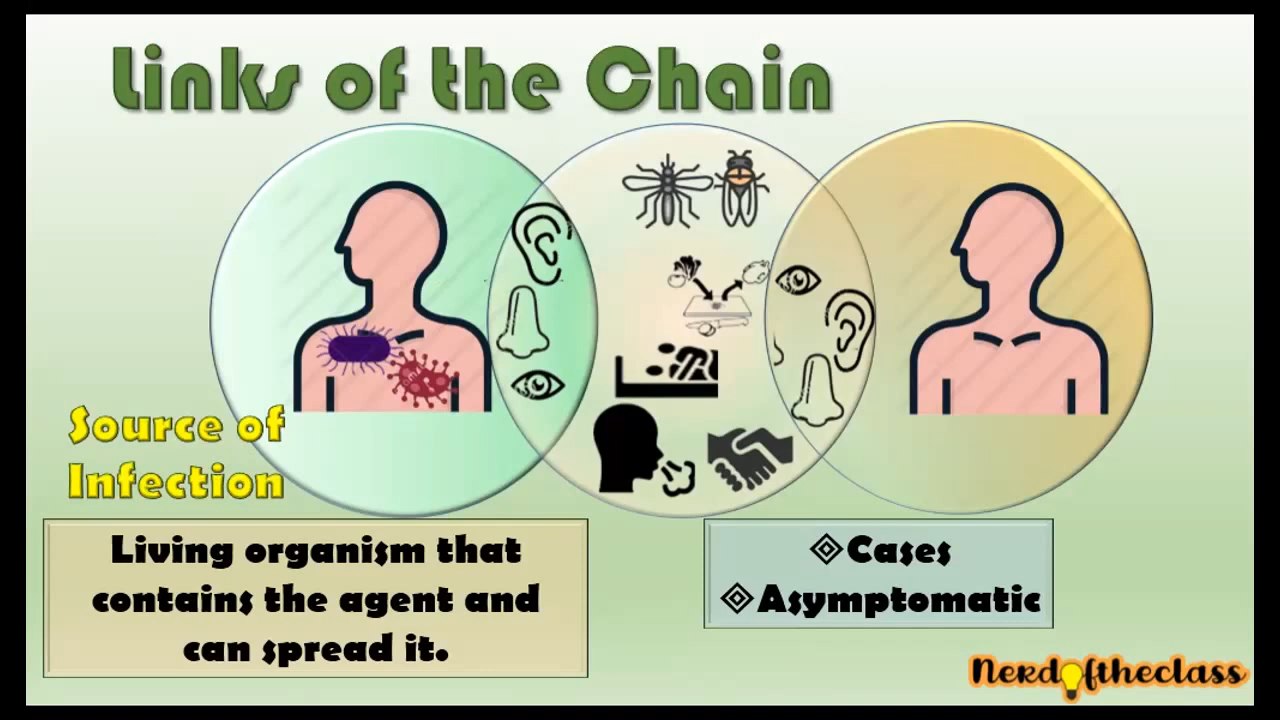 Links of the Chain
Source of
Infection
Living organism that
contains the agent and
can spread it.
Cases
Asymptomatic
Nerdoftheclass